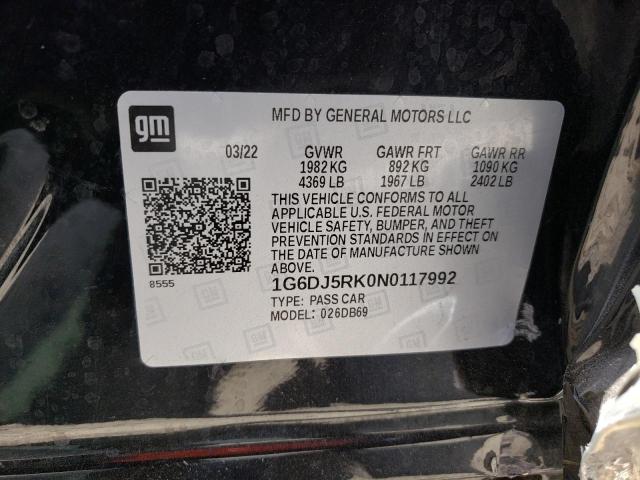 gm
MFD BY GENERAL MOTORS LLC
03/22 GVWR GAWR FRT GAWR RR
1982 KG 892 KG 1090 KG
4369 LB 1967 LB 2402 LB
THIS VEHICLE CONFORMS TO ALL
APPLICABLE U.S. FEDERAL MOTOR
VEHICLE SAFETY, BUMPER, AND THEFT
PREVENTION STANDARDS IN EFFECT ON
THE DATE OF MANUFACTURE SHOWN
ABOVE.
8555
1G6DJ5RK0N0117992
TYPE: PASS CAR
MODEL: 026DB69